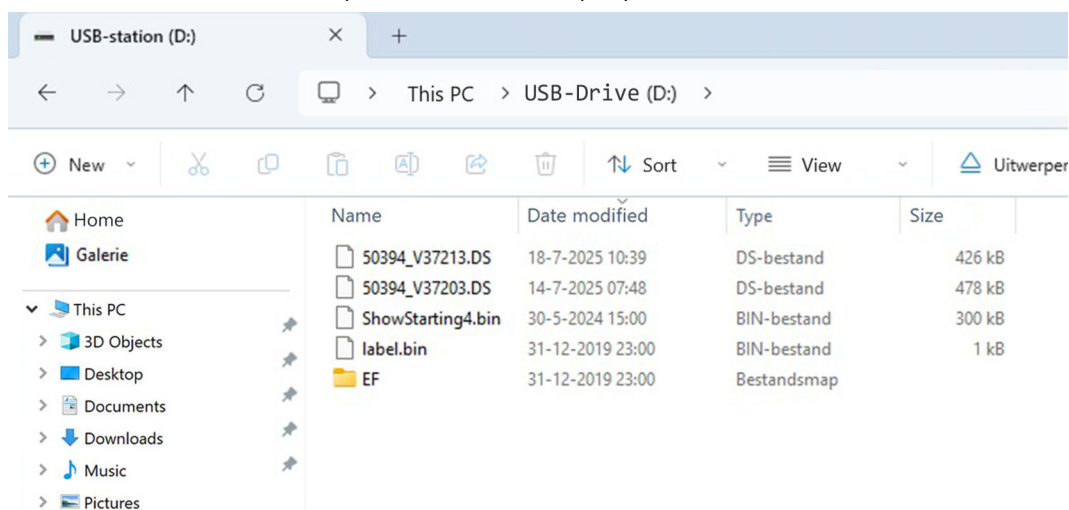 USB-station (D:)
This PC > USB-Drive (D:) >
New Sort View Uitwerpen
Home
Galerie
This PC
3D Objects
Desktop
Documents
Downloads
Music
Pictures
Name Date modified Type Size
50394_V37213.DS 18-7-2025 10:39 DS-bestand 426 kB
50394_V37203.DS 14-7-2025 07:48 DS-bestand 478 kB
ShowStarting4.bin 30-5-2024 15:00 BIN-bestand 300 kB
label.bin 31-12-2019 23:00 BIN-bestand 1 kB
EF 31-12-2019 23:00 Bestandsmap